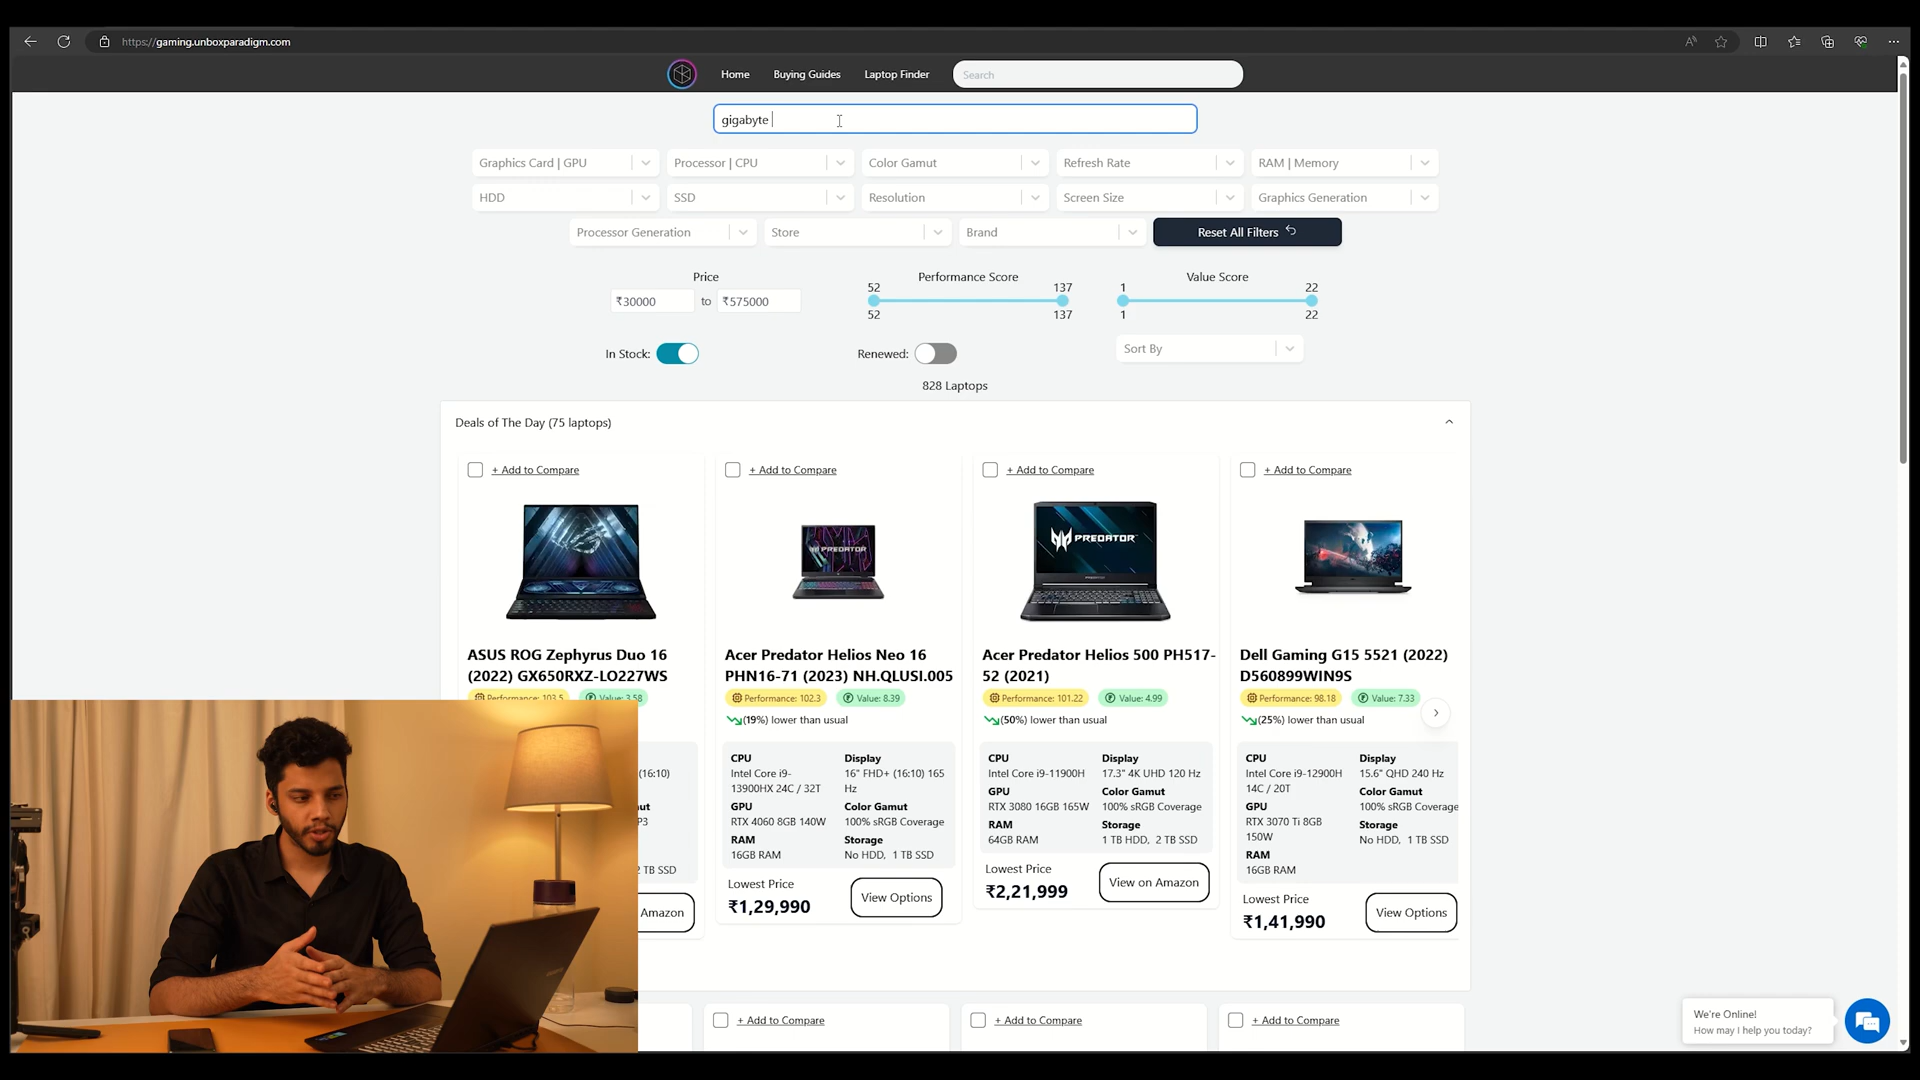 https://gaming.unboxparadigm.com
Home
Buying Guides
Laptop Finder
Search
gigabyte
Graphics Card | GPU
Processor | CPU
Color Gamut
Refresh Rate
RAM | Memory
HDD
SSD
Resolution
Screen Size
Graphics Generation
Processor Generation
Store
Brand
Reset All Filters
Price
₹30000
to
₹575000
Performance Score
52
137
52
137
Value Score
1
22
1
22
In Stock:
Renewed:
Sort By
828 Laptops
Deals of The Day (75 laptops)
+ Add to Compare
ASUS ROG Zephyrus Duo 16
(2022) GX650RXZ-LO227WS
Performance: 103.5
Value: 3.58
(16:10)
2 TB SSD
Amazon
+ Add to Compare
PREDATOR
Acer Predator Helios Neo 16
PHN16-71 (2023) NH.QLUSI.005
Performance: 102.3
Value: 8.39
(19%) lower than usual
CPU
Intel Core i9-
13900HX 24C / 32T
GPU
RTX 4060 8GB 140W
RAM
16GB RAM
Display
16" FHD+ (16:10) 165
Hz
Color Gamut
100% sRGB Coverage
Storage
No HDD, 1 TB SSD
Lowest Price
₹1,29,990
View Options
+ Add to Compare
PREDATOR
Acer Predator Helios 500 PH517-
52 (2021)
Performance: 101.22
Value: 4.99
(50%) lower than usual
CPU
Intel Core i9-11900H
GPU
RTX 3080 16GB 165W
RAM
64GB RAM
Display
17.3" 4K UHD 120 Hz
Color Gamut
100% sRGB Coverage
Storage
1 TB HDD, 2 TB SSD
Lowest Price
₹2,21,999
View on Amazon
+ Add to Compare
Dell Gaming G15 5521 (2022)
D560899WIN9S
Performance: 98.18
Value: 7.33
(25%) lower than usual
CPU
Intel Core i9-12900H
14C / 20T
GPU
RTX 3070 Ti 8GB
150W
RAM
16GB RAM
Display
15.6" QHD 240 Hz
Color Gamut
100% sRGB Coverage
Storage
No HDD, 1 TB SSD
Lowest Price
₹1,41,990
View Options
+ Add to Compare
+ Add to Compare
+ Add to Compare
We're Online!
How may I help you today?